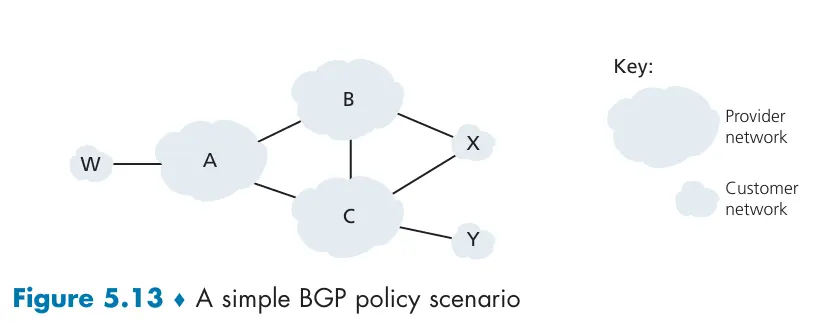 Key:
B
Provider
network
X
A
W
Customer
network
C
Y
Figure 5.13 ♦ A simple BGP policy scenario